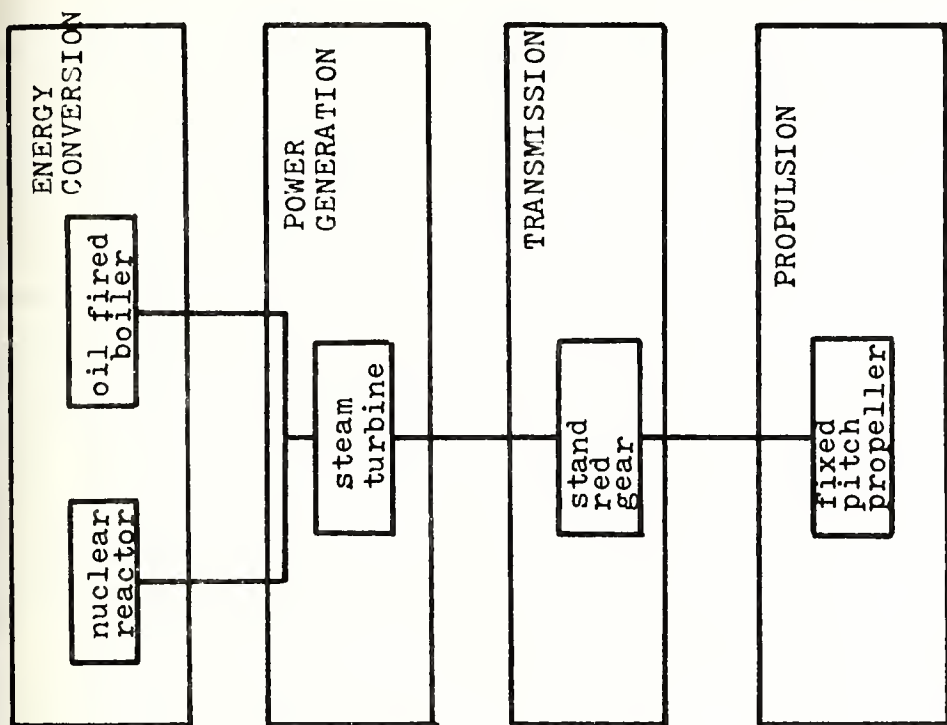 ENERGY
CONVERSION
nuclear
reactor
oil fired
boiler
POWER
GENERATION
steam
turbine
TRANSMISSION
stand
red
gear
PROPULSION
fixed
pitch
propeller